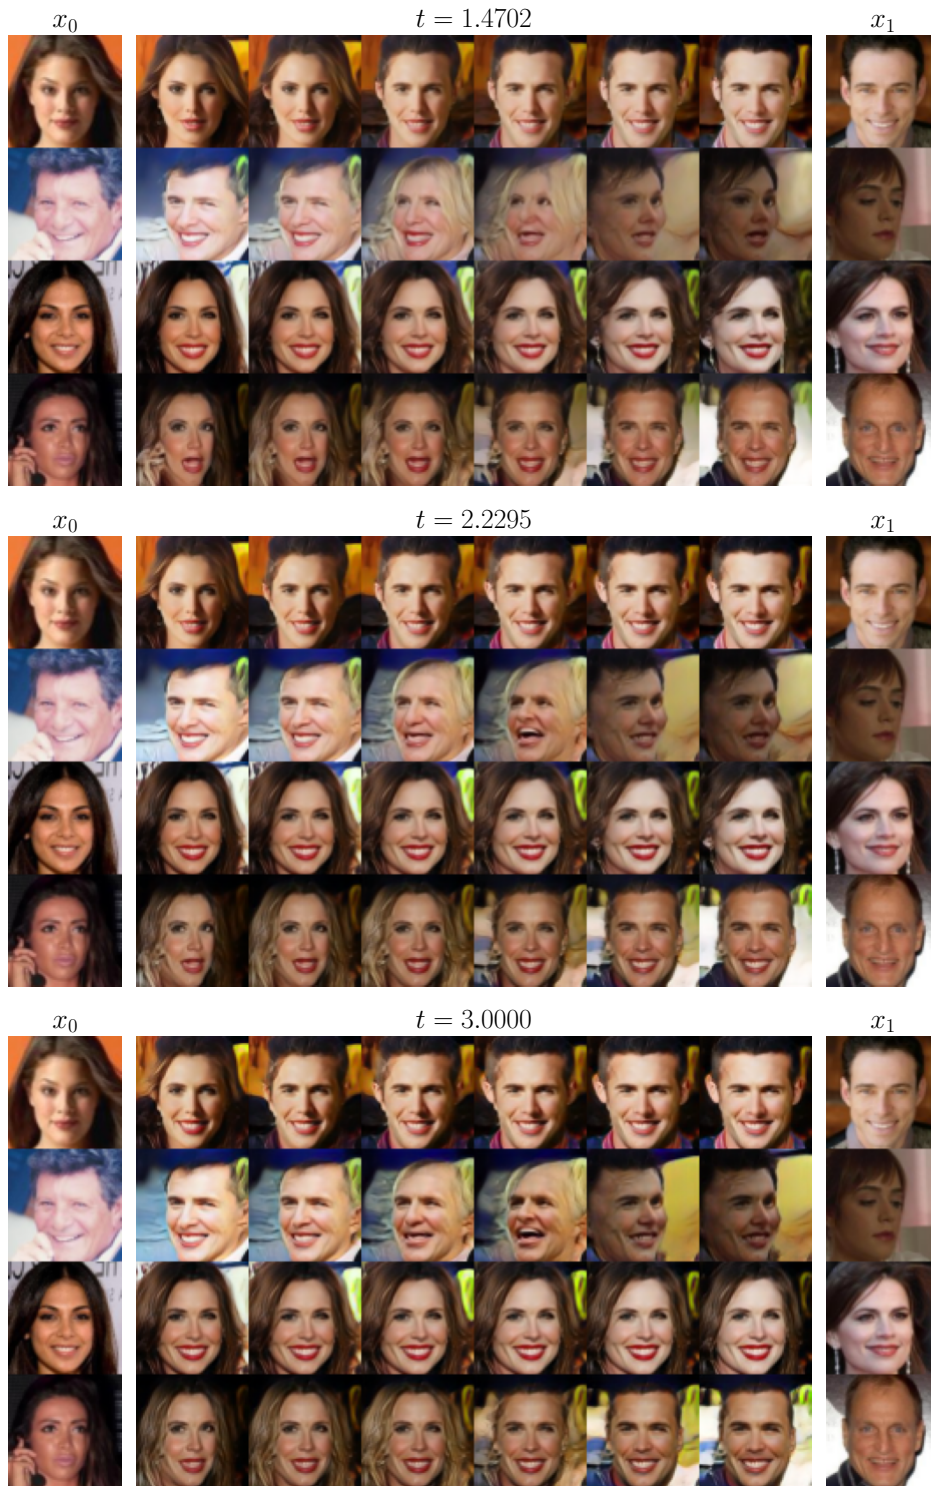 x₀ t = 1.4702 x₁
x₀ t = 2.2295 x₁
x₀ t = 3.0000 x₁